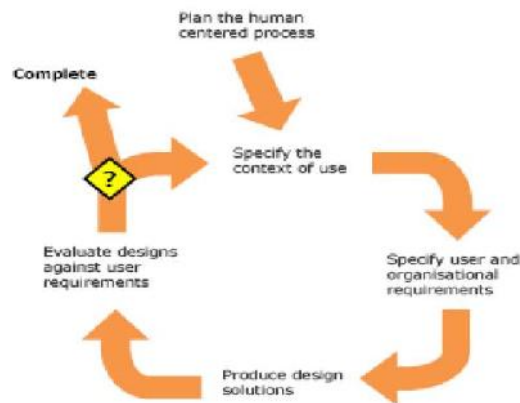 Plan the human
centered process
Complete
?
Specify the
context of use
Evaluate designs
against user
requirements
Specify user and
organisational
requirements
Produce design
solutions